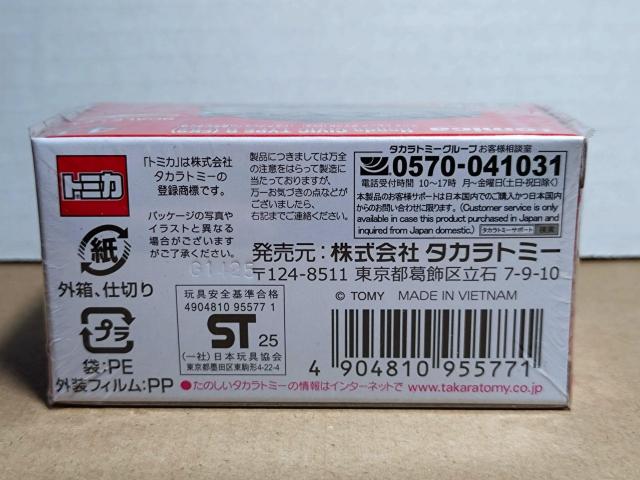 トミカ
「トミカ」は株式会社
タカラトミーの
登録商標です。
パッケージの写真や
イラストと異なる
場合がございますが
ご了承ください。
製品につきましては万全
の注意をはらって製造に
当たっておりますが、
万一お気づきの点などが
ございましたら、
右記までご連絡ください。
タカラトミーグループ お客様相談室
0570-041031
電話受付時間 10〜17時 月〜金曜日(土・日・祝日除く)
本製品のお客様サポートは日本国内でのご購入かつ日本国内
からのお問い合わせに限ります。(Customer service is only
available in case this product purchased in Japan and
inquired from Japan domestic.) タカラトミーサポート 検索
発売元:株式会社 タカラトミー
〒124-8511 東京都葛飾区立石 7-9-10
紙
外箱、仕切り
プラ
袋:PE
外装フィルム:PP
玩具安全基準合格
4904810 95577 1
ST 25
(一社)日本玩具協会
東京都墨田区東駒形4-22-4
© TOMY MADE IN VIETNAM
4 904810 955771
●たのしいタカラトミーの情報はインターネットで ▼ www.takaratomy.co.jp